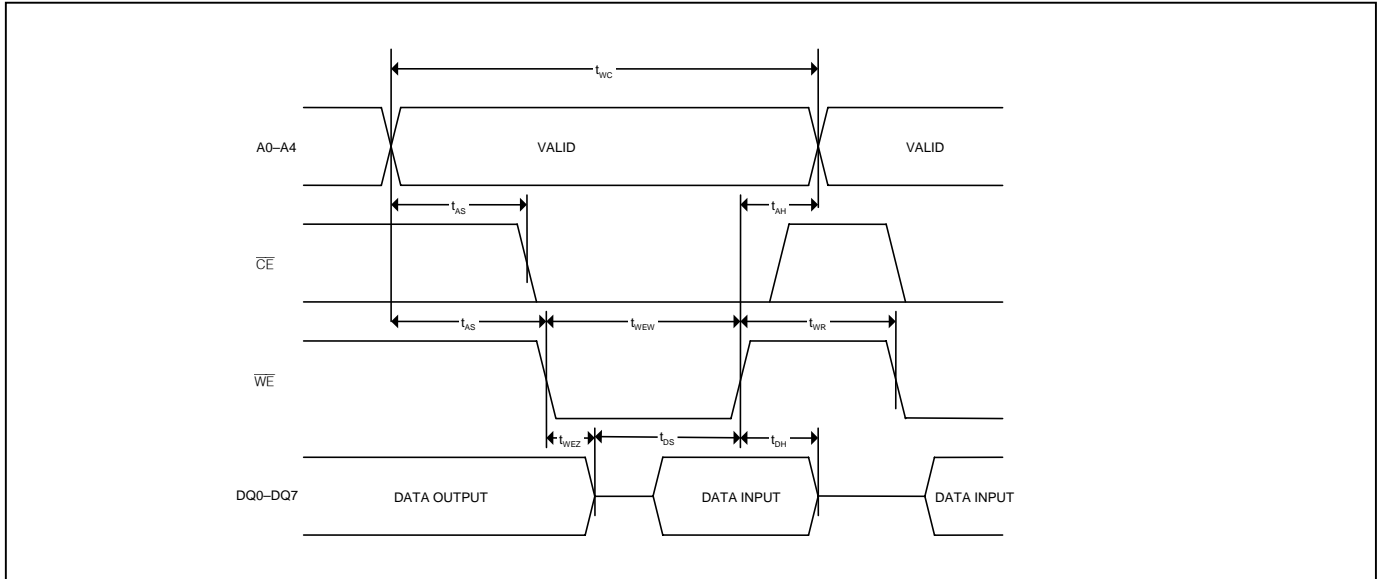 tWC
A0–A4
VALID
VALID
tAS
tAH
CE
tAS
tWEW
tWR
WE
tWEZ
tDS
tDH
DQ0–DQ7
DATA OUTPUT
DATA INPUT
DATA INPUT